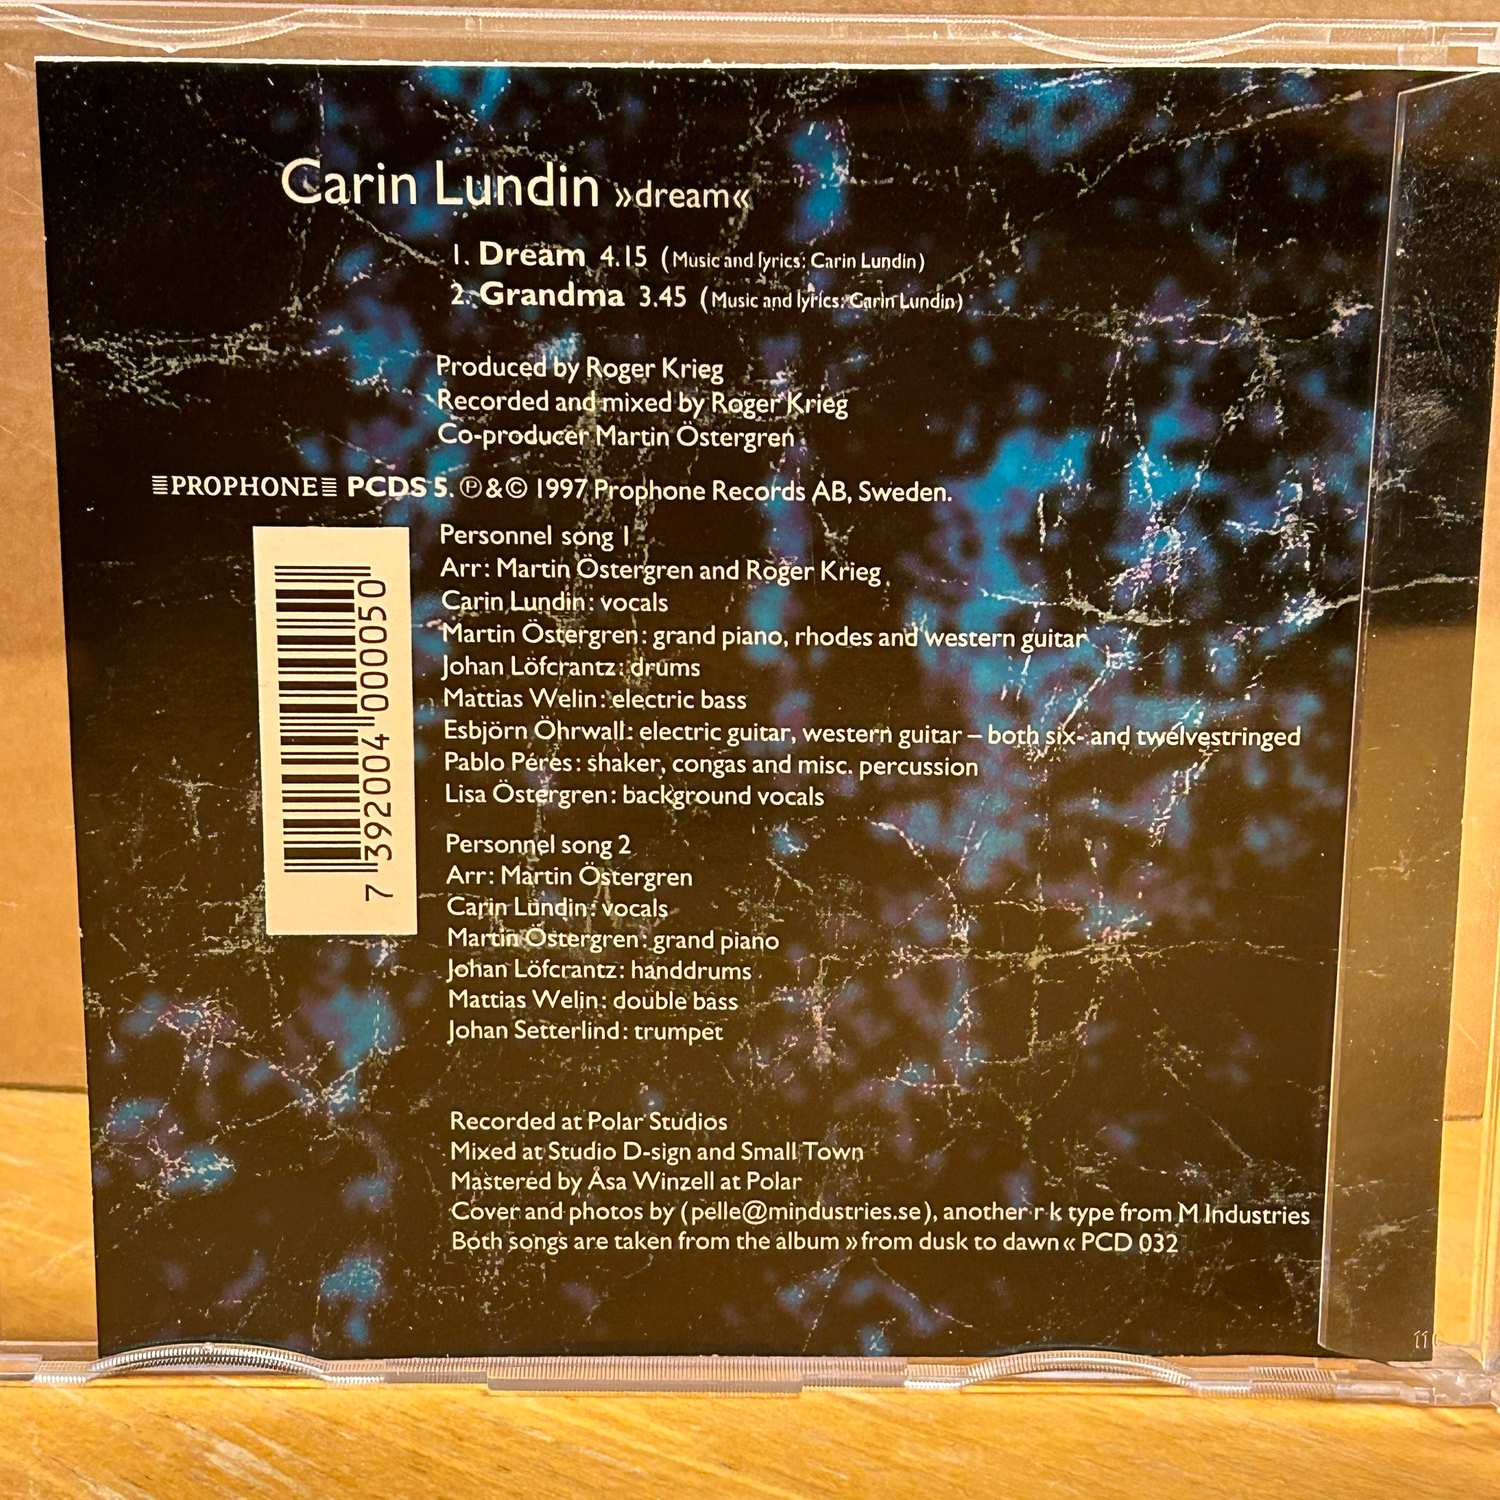 Carin Lundin »dream«
1. Dream 4.15 (Music and lyrics: Carin Lundin)
2. Grandma 3.45 (Music and lyrics: Carin Lundin)
Produced by Roger Krieg
Recorded and mixed by Roger Krieg
Co-producer Martin Östergren
PROPHONE PCDS 5. ℗&© 1997 Prophone Records AB, Sweden.
7 392004 000050
Personnel song 1
Arr: Martin Östergren and Roger Krieg
Carin Lundin: vocals
Martin Östergren: grand piano, rhodes and western guitar
Johan Löfcrantz: drums
Mattias Welin: electric bass
Esbjörn Öhrwall: electric guitar, western guitar – both six- and twelvestringed
Pablo Péres: shaker, congas and misc. percussion
Lisa Östergren: background vocals
Personnel song 2
Arr: Martin Östergren
Carin Lundin: vocals
Martin Östergren: grand piano
Johan Löfcrantz: handdrums
Mattias Welin: double bass
Johan Setterlind: trumpet
Recorded at Polar Studios
Mixed at Studio D-sign and Small Town
Mastered by Åsa Winzell at Polar
Cover and photos by (pelle@mindustries.se), another r k type from M Industries
Both songs are taken from the album »from dusk to dawn« PCD 032